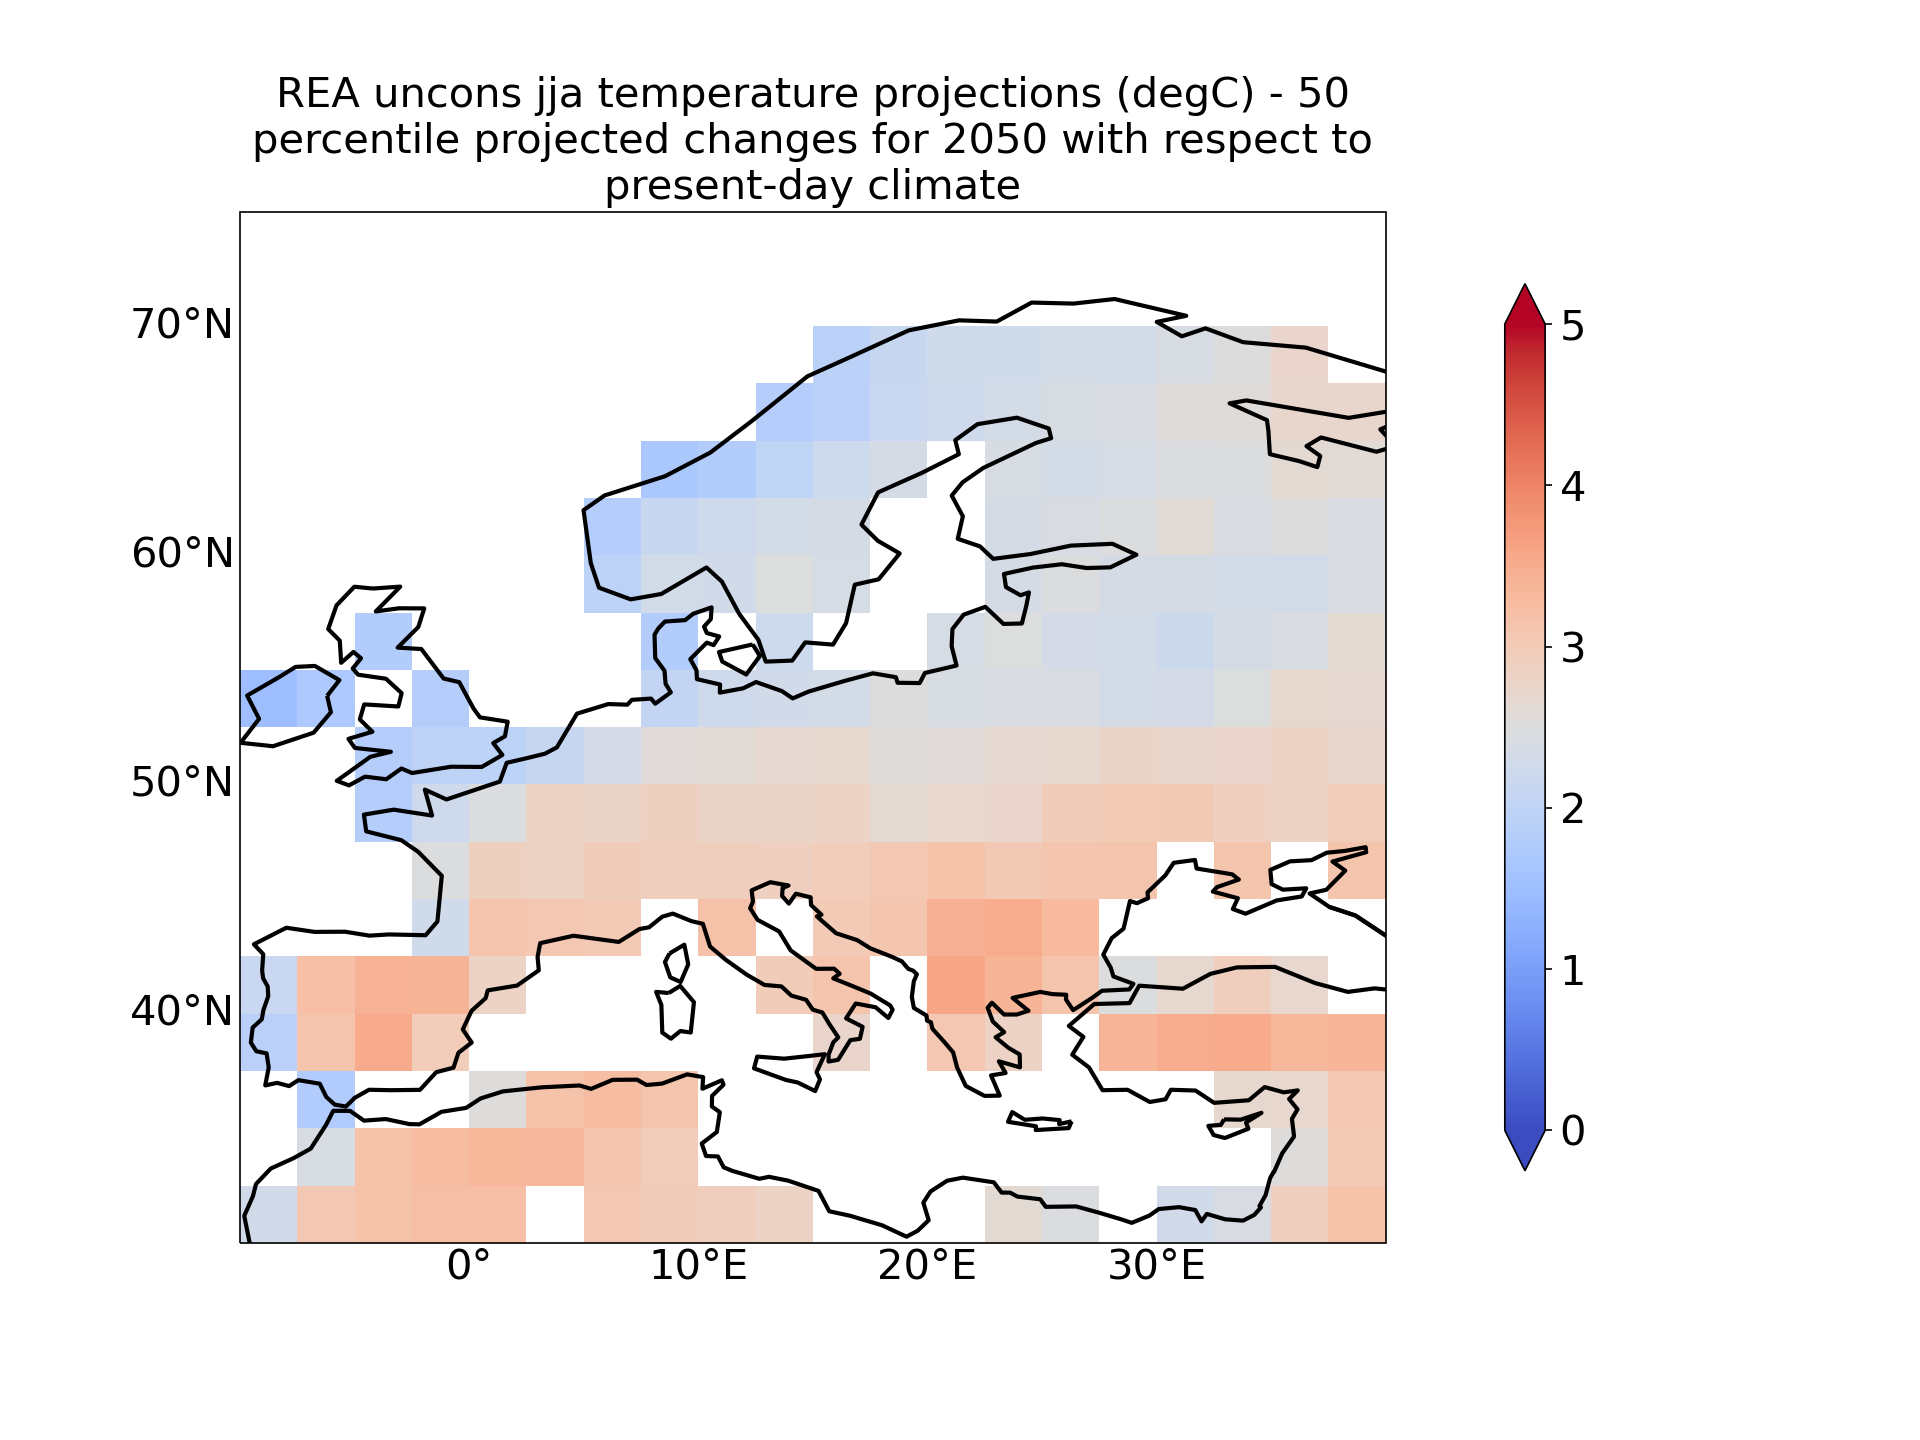 REA uncons jja temperature projections (degC) - 50
percentile projected changes for 2050 with respect to
present-day climate
70°N
60°N
50°N
40°N
0°
10°E
20°E
30°E
5
4
3
2
1
0